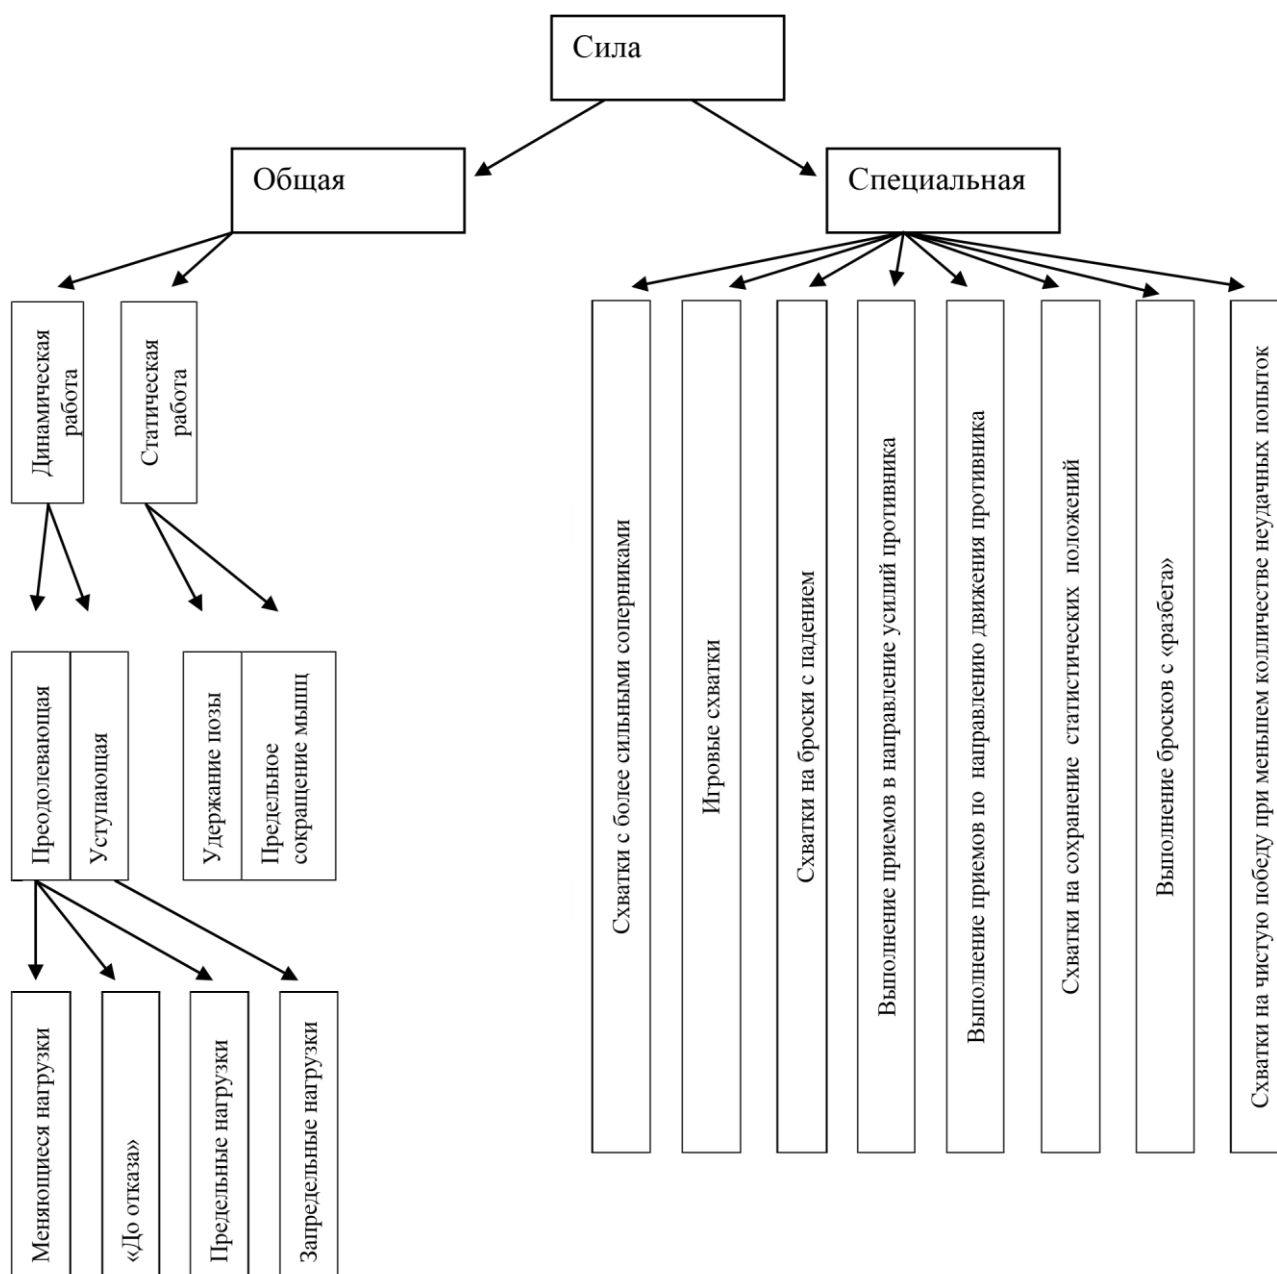 Сила
Общая
Специальная
Динамическая
работа
Статическая
работа
Преодолевающая
Уступающая
Удержание позы
Предельное
сокращение мышц
Меняющиеся нагрузки
«До отказа»
Предельные нагрузки
Запредельные нагрузки
Схватки с более сильными соперниками
Игровые схватки
Схватки на броски с падением
Выполнение приемов в направление усилий противника
Выполнение приемов по направлению движения противника
Схватки на сохранение статистических положений
Выполнение бросков с «разбега»
Схватки на чистую победу при меньшем колличестве неудачных попыток